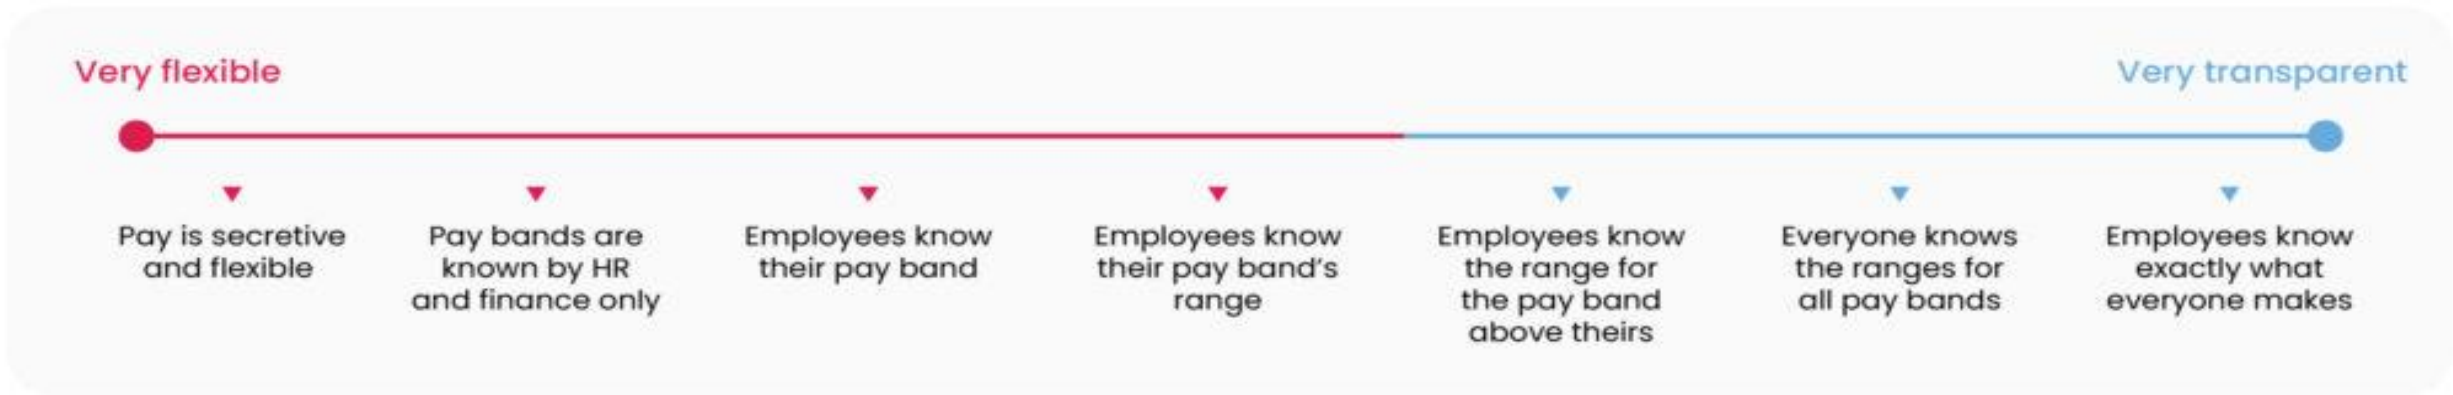 Very flexible
Very transparent
Pay is secretive
and flexible
Pay bands are
known by HR
and finance only
Employees know
their pay band
Employees know
their pay band's
range
Employees know
the range for
the pay band
above theirs
Everyone knows
the ranges for
all pay bands
Employees know
exactly what
everyone makes